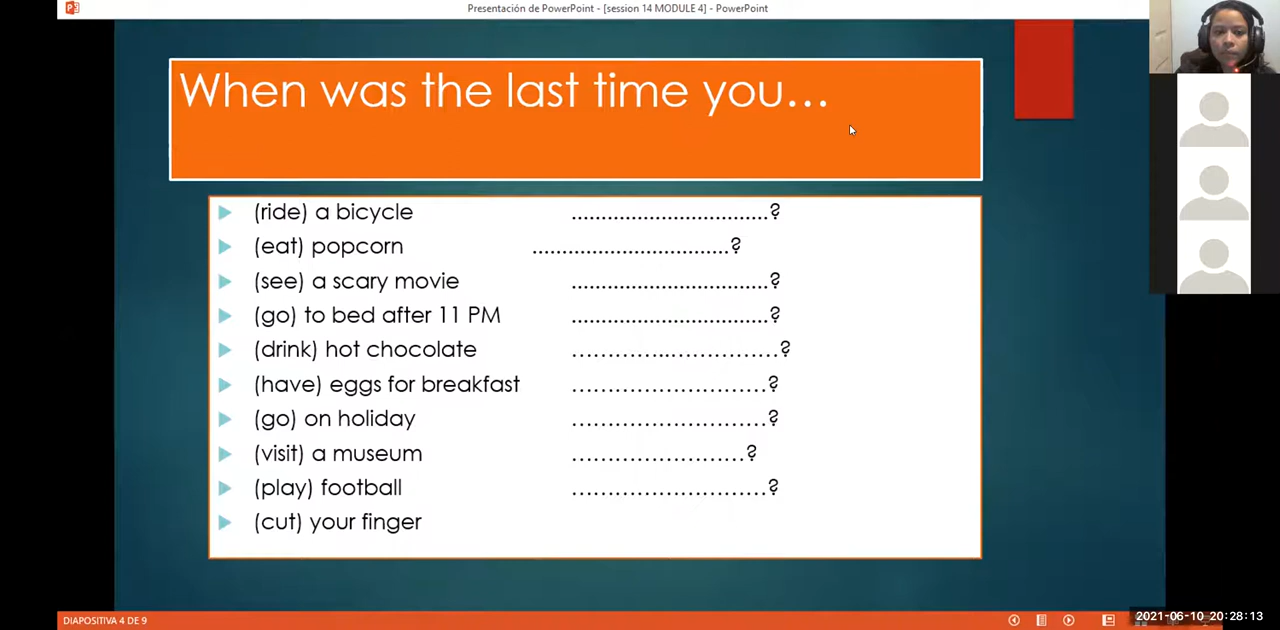 Presentación de PowerPoint - [session 14 MODULE 4] - PowerPoint
When was the last time you...
(ride) a bicycle .................................?
(eat) popcorn .................................?
(see) a scary movie .................................?
(go) to bed after 11 PM .................................?
(drink) hot chocolate …………..……………?
(have) eggs for breakfast ………………………?
(go) on holiday ………………………?
(visit) a museum ……………………?
(play) football ………………………?
(cut) your finger
DIAPOSITIVA 4 DE 9
2021-06-10 20:28:13